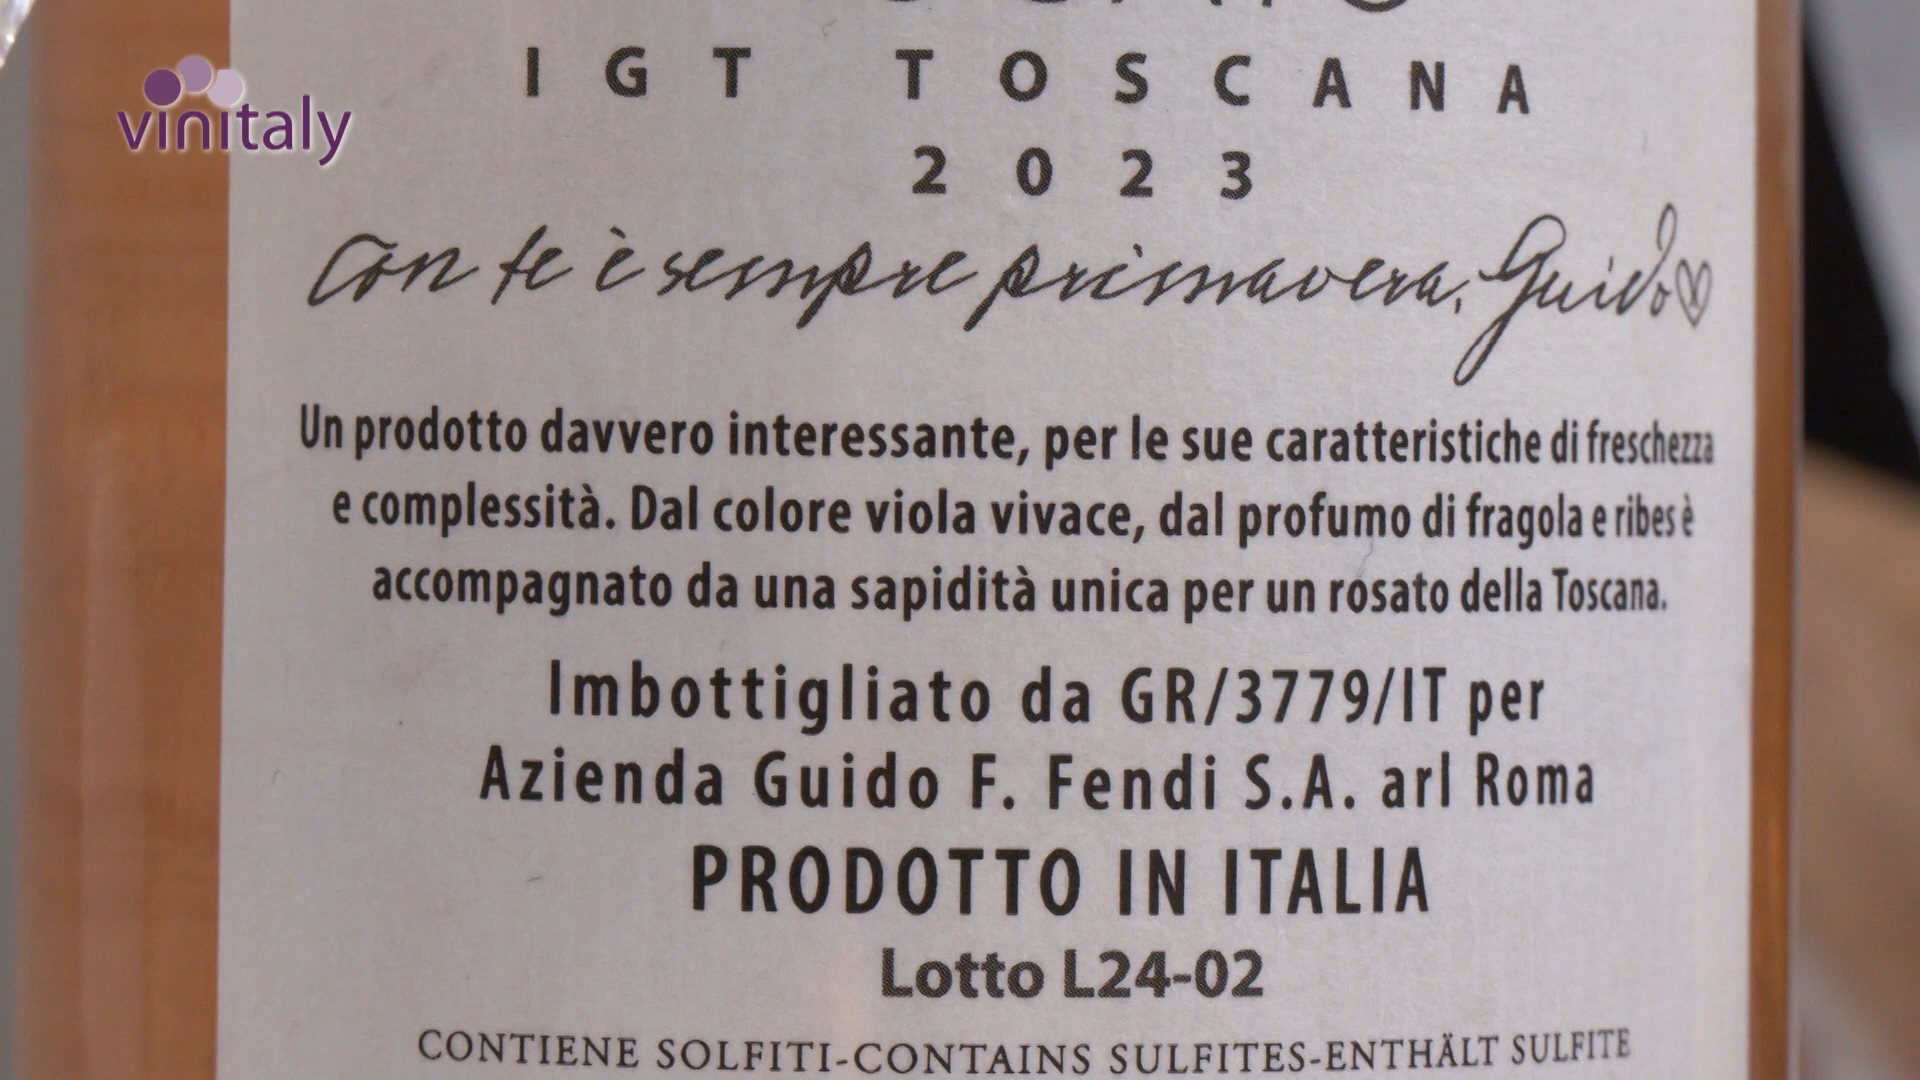 vinitaly
IGT TOSCANA
2023
Con te è sempre primavera. Guido
Un prodotto davvero interessante, per le sue caratteristiche di freschezza
e complessità. Dal colore viola vivace, dal profumo di fragola e ribes è
accompagnato da una sapidità unica per un rosato della Toscana.
Imbottigliato da GR/3779/IT per
Azienda Guido F. Fendi S.A. arl Roma
PRODOTTO IN ITALIA
Lotto L24-02
CONTIENE SOLFITI-CONTAINS SULFITES-ENTHÄLT SULFITE